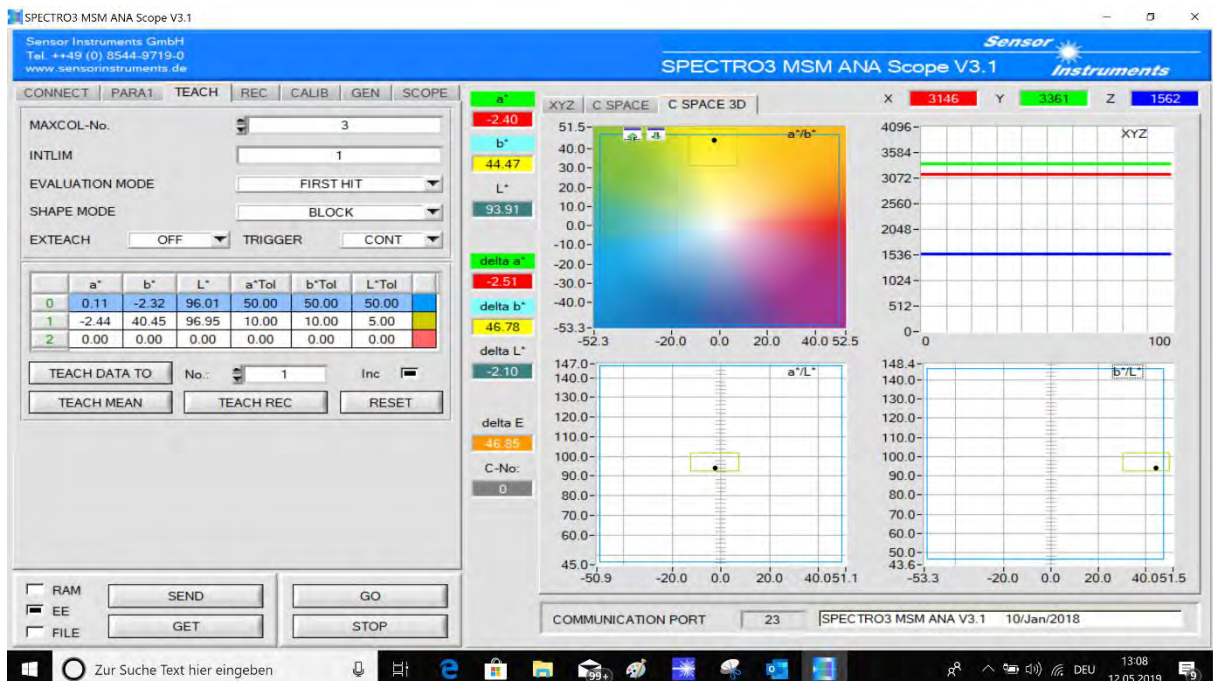 SPECTRO3 MSM ANA Scope V3.1
Sensor Instruments GmbH
Tel. ++49 (0) 8544-9719-0
www.sensorinstruments.de
SPECTRO3 MSM ANA Scope V3.1
Sensor
Instruments
CONNECT PARA1 TEACH REC CALIB GEN SCOPE
MAXCOL-No. 3
INTLIM 1
EVALUATION MODE FIRST HIT
SHAPE MODE BLOCK
EXTEACH OFF TRIGGER CONT
a* b* L* a*Tol b*Tol L*Tol
0 0.11 -2.32 96.01 50.00 50.00 50.00
1 -2.44 40.45 96.95 10.00 10.00 5.00
2 0.00 0.00 0.00 0.00 0.00 0.00
TEACH DATA TO No.: 1 Inc
TEACH MEAN TEACH REC RESET
RAM
EE
FILE
SEND GO
GET STOP
a*
-2.40
b*
44.47
L*
93.91
delta a*
-2.51
delta b*
46.78
delta L*
-2.10
delta E
46.85
C-No:
0
XYZ C SPACE C SPACE 3D
X 3146 Y 3361 Z 1562
a*/b*
51.5
40.0
30.0
20.0
10.0
0.0
-10.0
-20.0
-30.0
-40.0
-53.3
-52.3 -20.0 0.0 20.0 40.0 52.5
XYZ
4096
3584
3072
2560
2048
1536
1024
512
0
0 100
a*/L*
147.0
140.0
130.0
120.0
110.0
100.0
90.0
80.0
70.0
60.0
45.0
-50.9 -20.0 0.0 20.0 40.0 51.1
b*/L*
148.4
140.0
130.0
120.0
110.0
100.0
90.0
80.0
70.0
60.0
50.0
43.6
-53.3 -20.0 0.0 20.0 40.0 51.5
COMMUNICATION PORT 23 SPECTRO3 MSM ANA V3.1 10/Jan/2018
Zur Suche Text hier eingeben
99+
DEU
13:08
12.05.2019
9